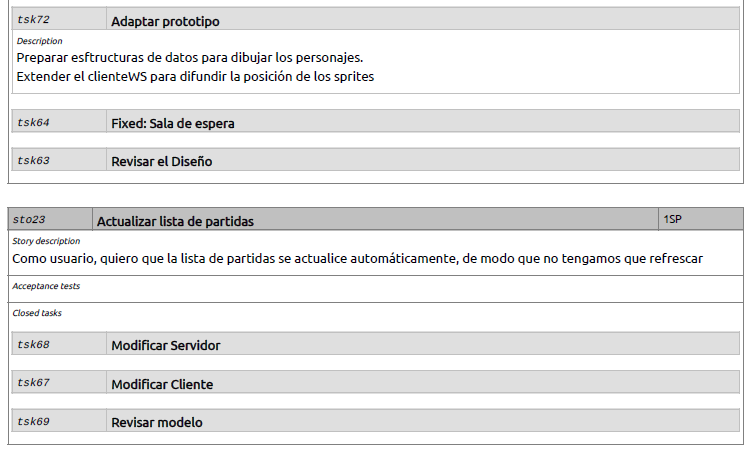 tsk72 Adaptar prototipo
Description
Preparar esftructuras de datos para dibujar los personajes.
Extender el clienteWS para difundir la posición de los sprites
tsk64 Fixed: Sala de espera
tsk63 Revisar el Diseño
sto23 Actualizar lista de partidas 1SP
Story description
Como usuario, quiero que la lista de partidas se actualice automáticamente, de modo que no tengamos que refrescar
Acceptance tests
Closed tasks
tsk68 Modificar Servidor
tsk67 Modificar Cliente
tsk69 Revisar modelo